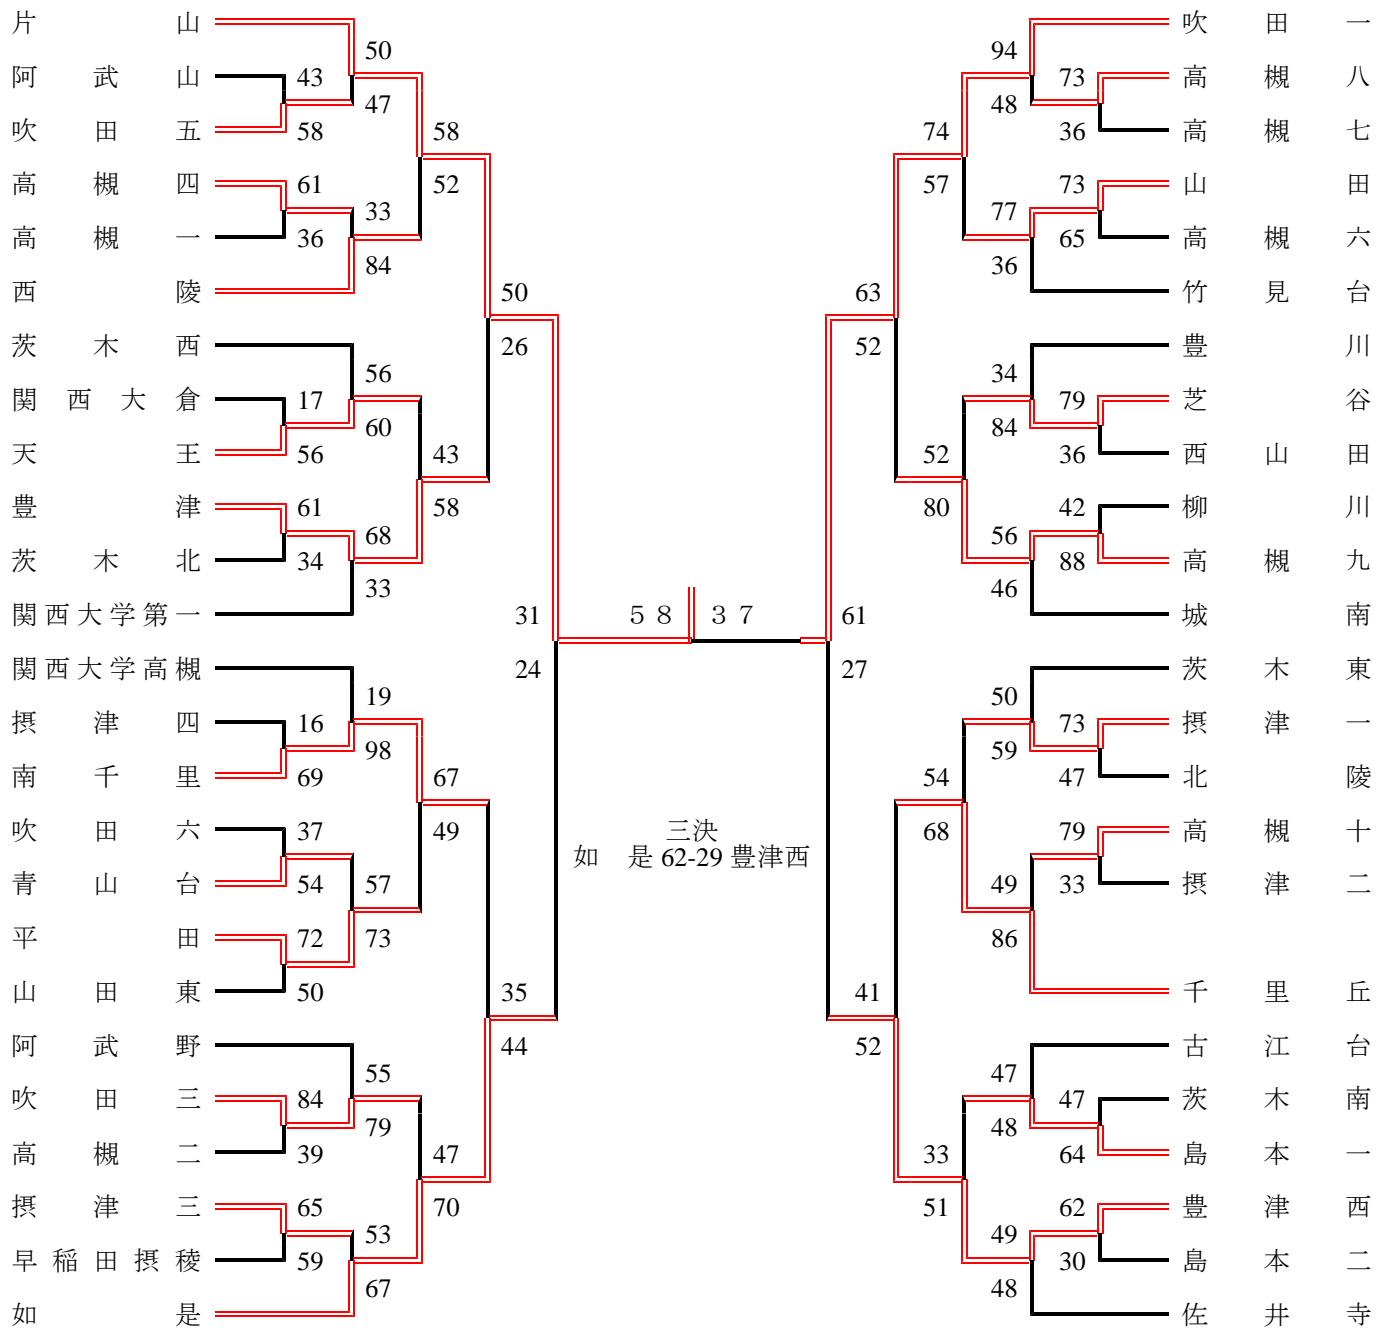 片山
50
阿武山
43
47
吹田五
58
58
高槻四
61
52
33
高槻一
36
84
西陵
50
茨木西
26
56
関西大倉
17
60
天王
56
43
豊津
61
58
68
茨木北
34
33
関西大学第一
31
関西大学高槻
24
19
摂津四
16
98
南千里
69
67
吹田六
37
49
青山台
54
57
平田
72
73
山田東
50
35
阿武野
44
55
吹田三
84
79
高槻二
39
47
摂津三
65
70
53
早稲田摂稜
59
67
如是
５８ ３７
三決
如 是 62-29 豊津西
吹田一
94
73
高槻八
48
36
高槻七
74
57
73
山田
77
65
高槻六
36
竹見台
63
52
豊川
34
79
芝谷
84
36
西山田
52
80
42
柳川
56
88
高槻九
46
城南
61
27
茨木東
50
73
摂津一
59
47
北陵
54
68
79
高槻十
49
33
摂津二
86
千里丘
41
52
古江台
47
47
茨木南
48
64
島本一
33
51
62
豊津西
49
30
島本二
48
佐井寺